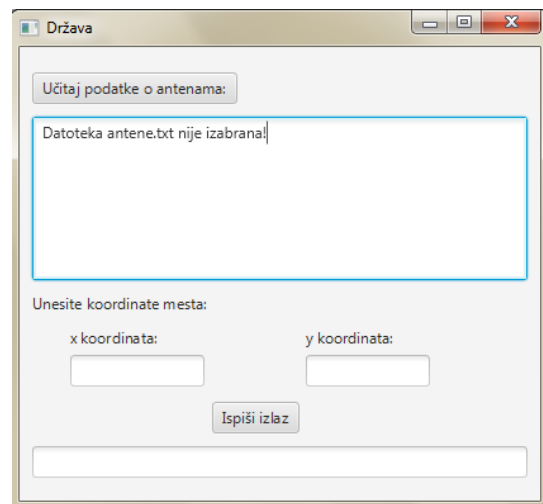 Država
Učitaj podatke o antenama:
Datoteka antene.txt nije izabrana!
Unesite koordinate mesta:
x koordinata: y koordinata:
Ispiši izlaz